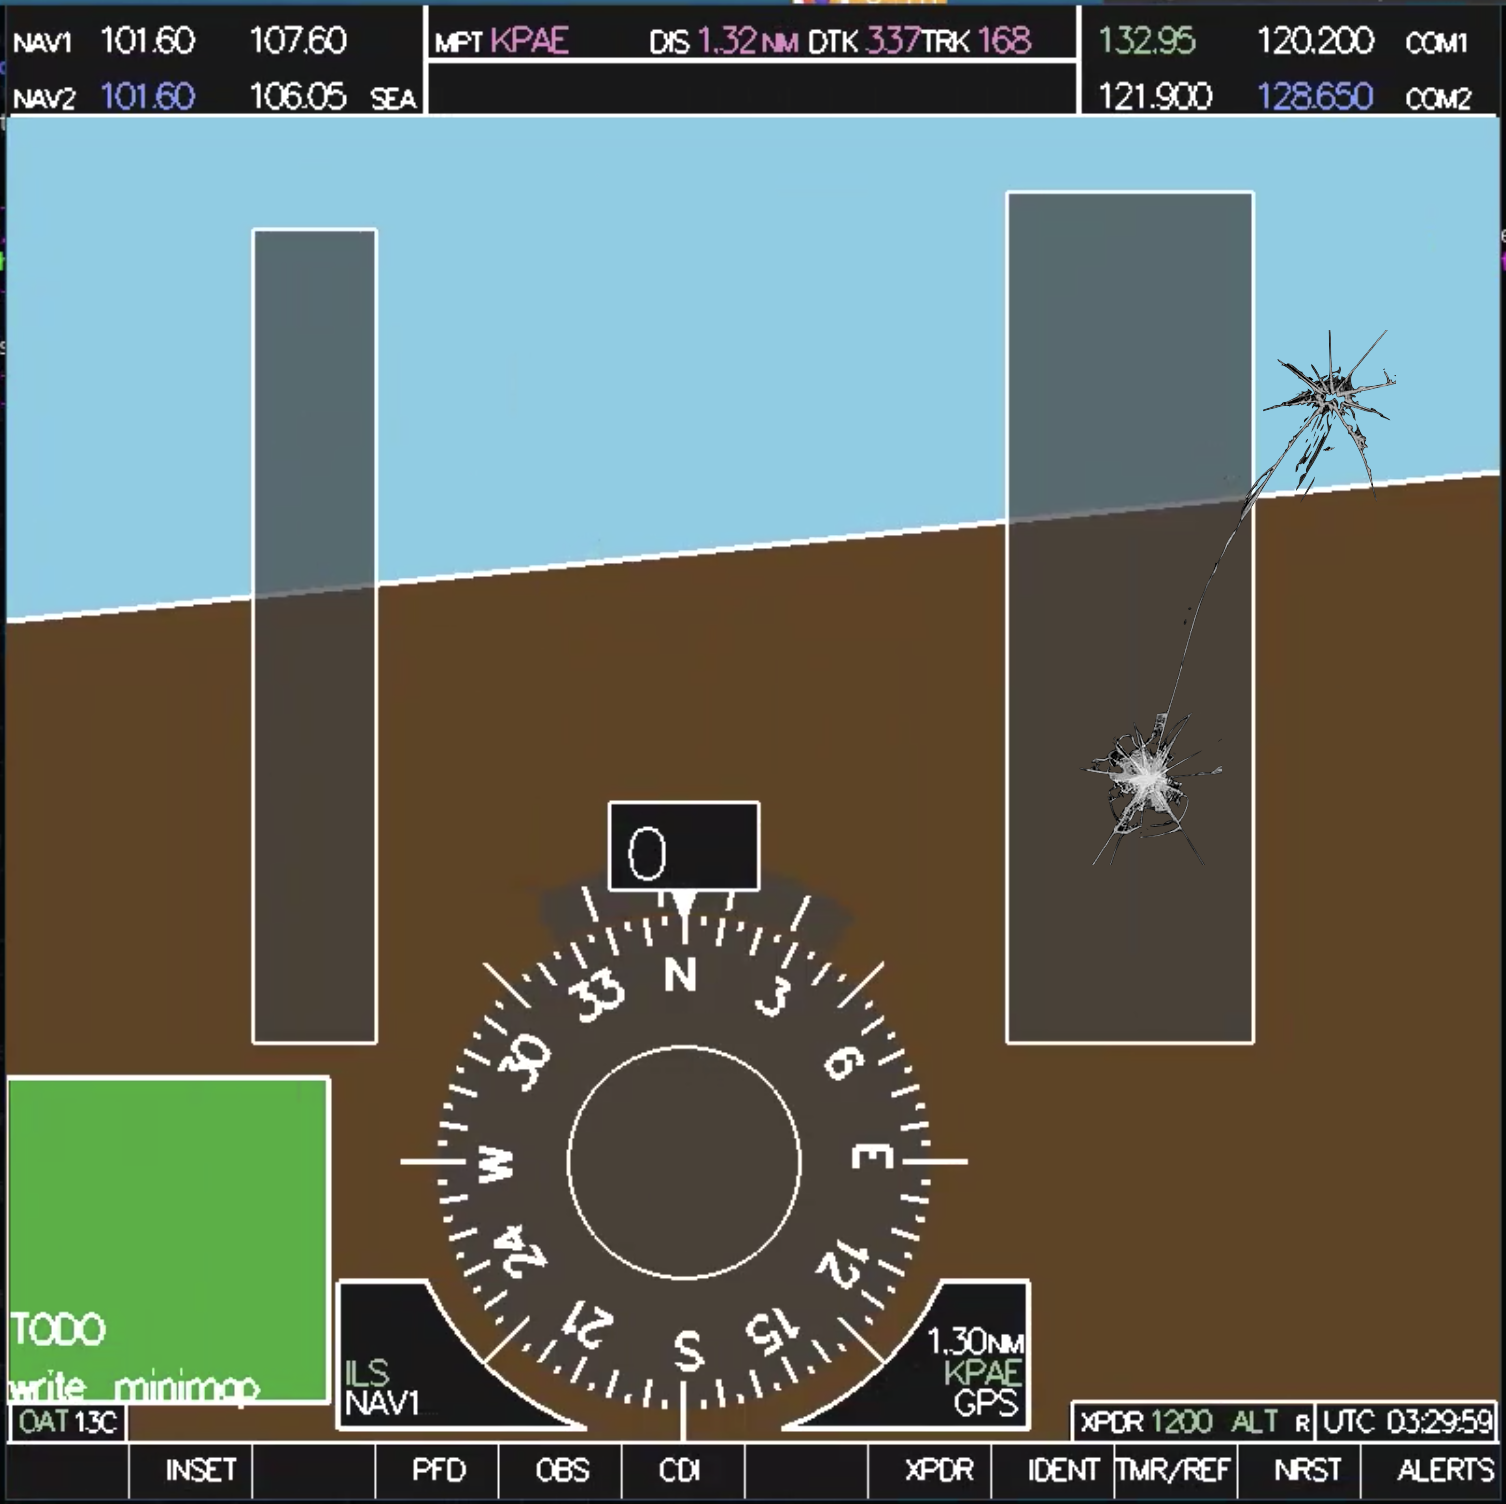 NAV1 101.60 107.60 MPT KPAE DIS 1.32NM DTK 337TRK 168 132.95 120.200 COM1
NAV2 101.60 106.05 SEA 121.900 128.650 COM2
0
N
33 3
30 6
W E
24 12
21 15
S
TODO
write minimap
ILS
NAV1
1.30NM
KPAE
GPS
OAT 13C XPDR 1200 ALT R UTC 03:29:59
INSET PFD OBS CDI XPDR IDENT TMR/REF NRST ALERTS